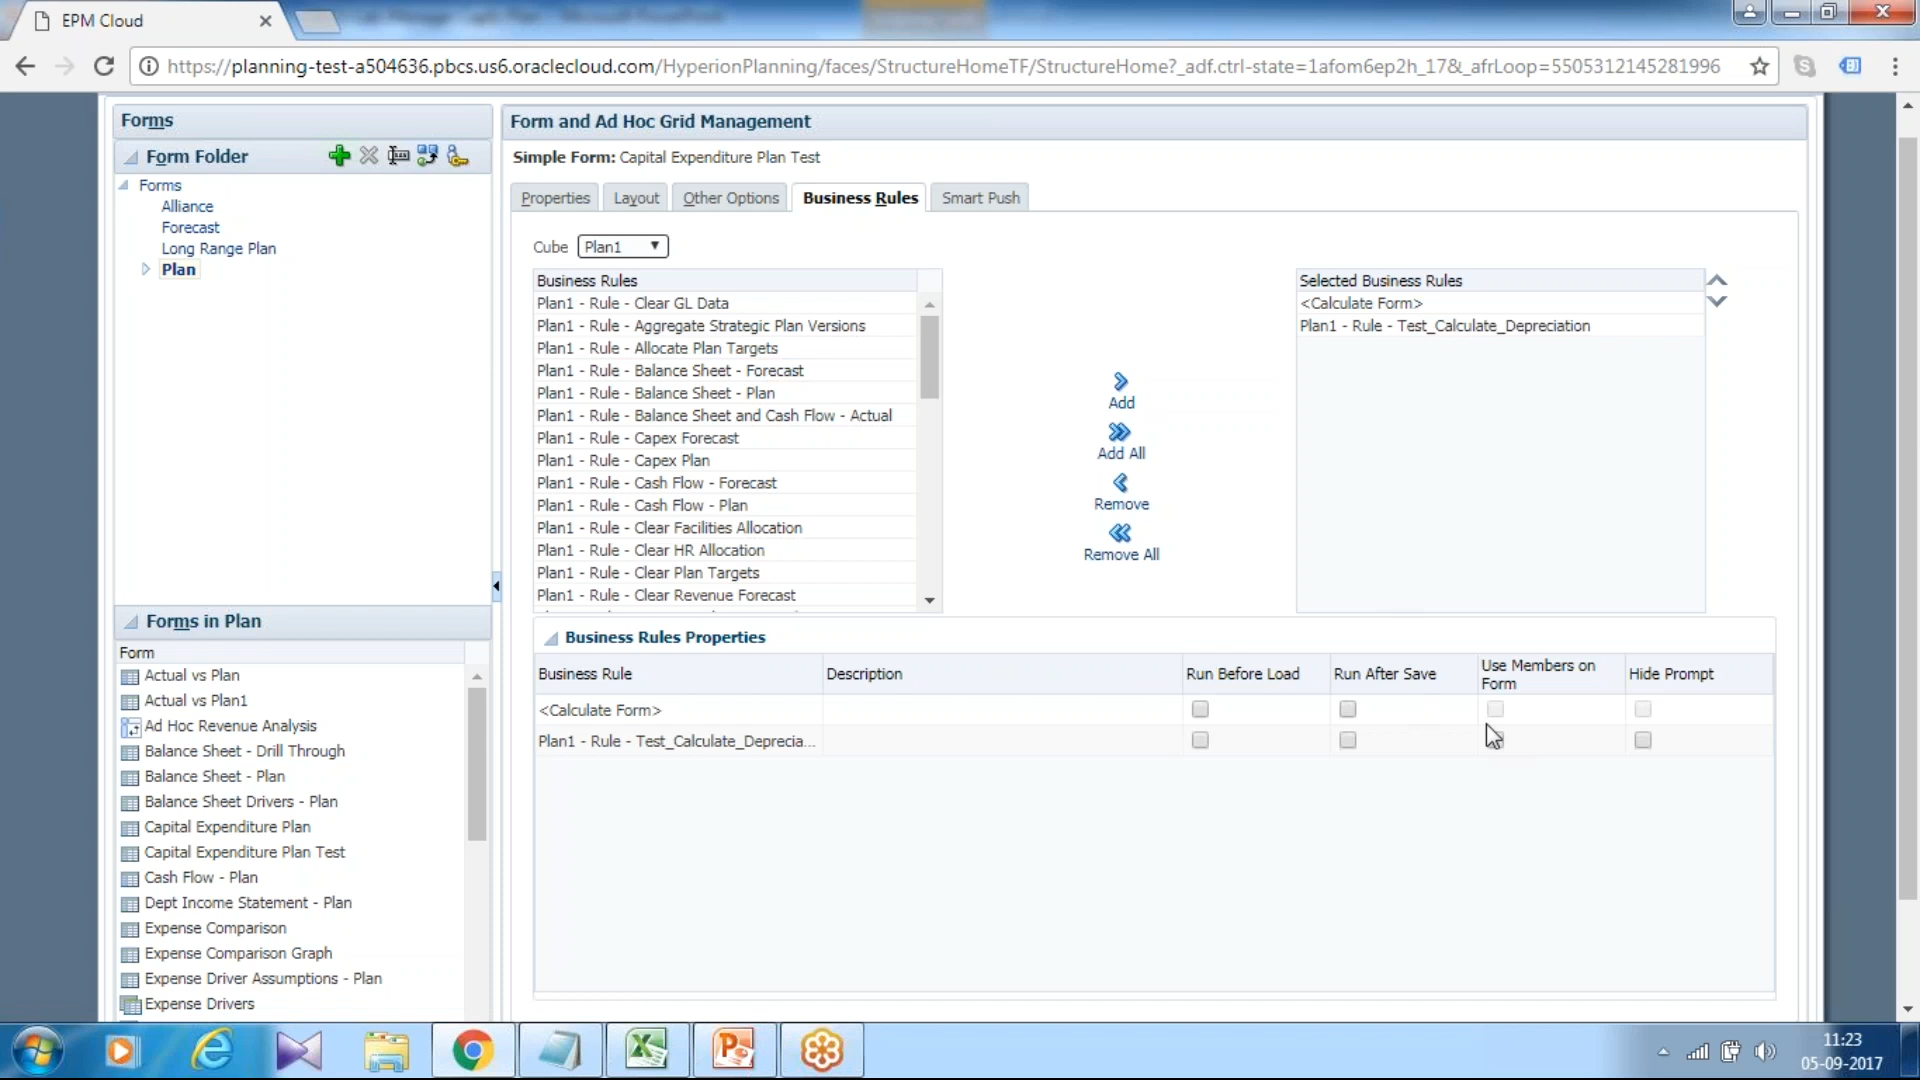 EPM Cloud
https://planning-test-a504636.pbcs.us6.oraclecloud.com/HyperionPlanning/faces/StructureHomeTF/StructureHome?_adf.ctrl-state=1afom6ep2h_17&_afrLoop=5505312145281996
Forms
Form Folder
Forms
Alliance
Forecast
Long Range Plan
Plan
Forms in Plan
Form
Actual vs Plan
Actual vs Plan1
Ad Hoc Revenue Analysis
Balance Sheet - Drill Through
Balance Sheet - Plan
Balance Sheet Drivers - Plan
Capital Expenditure Plan
Capital Expenditure Plan Test
Cash Flow - Plan
Dept Income Statement - Plan
Expense Comparison
Expense Comparison Graph
Expense Driver Assumptions - Plan
Expense Drivers
Form and Ad Hoc Grid Management
Simple Form: Capital Expenditure Plan Test
Properties Layout Other Options Business Rules Smart Push
Cube Plan1
Business Rules
Plan1 - Rule - Clear GL Data
Plan1 - Rule - Aggregate Strategic Plan Versions
Plan1 - Rule - Allocate Plan Targets
Plan1 - Rule - Balance Sheet - Forecast
Plan1 - Rule - Balance Sheet - Plan
Plan1 - Rule - Balance Sheet and Cash Flow - Actual
Plan1 - Rule - Capex Forecast
Plan1 - Rule - Capex Plan
Plan1 - Rule - Cash Flow - Forecast
Plan1 - Rule - Cash Flow - Plan
Plan1 - Rule - Clear Facilities Allocation
Plan1 - Rule - Clear HR Allocation
Plan1 - Rule - Clear Plan Targets
Plan1 - Rule - Clear Revenue Forecast
Add
Add All
Remove
Remove All
Selected Business Rules
<Calculate Form>
Plan1 - Rule - Test_Calculate_Depreciation
Business Rules Properties
Business Rule Description Run Before Load Run After Save Use Members on Form Hide Prompt
<Calculate Form>
Plan1 - Rule - Test_Calculate_Deprecia...
11:23
05-09-2017